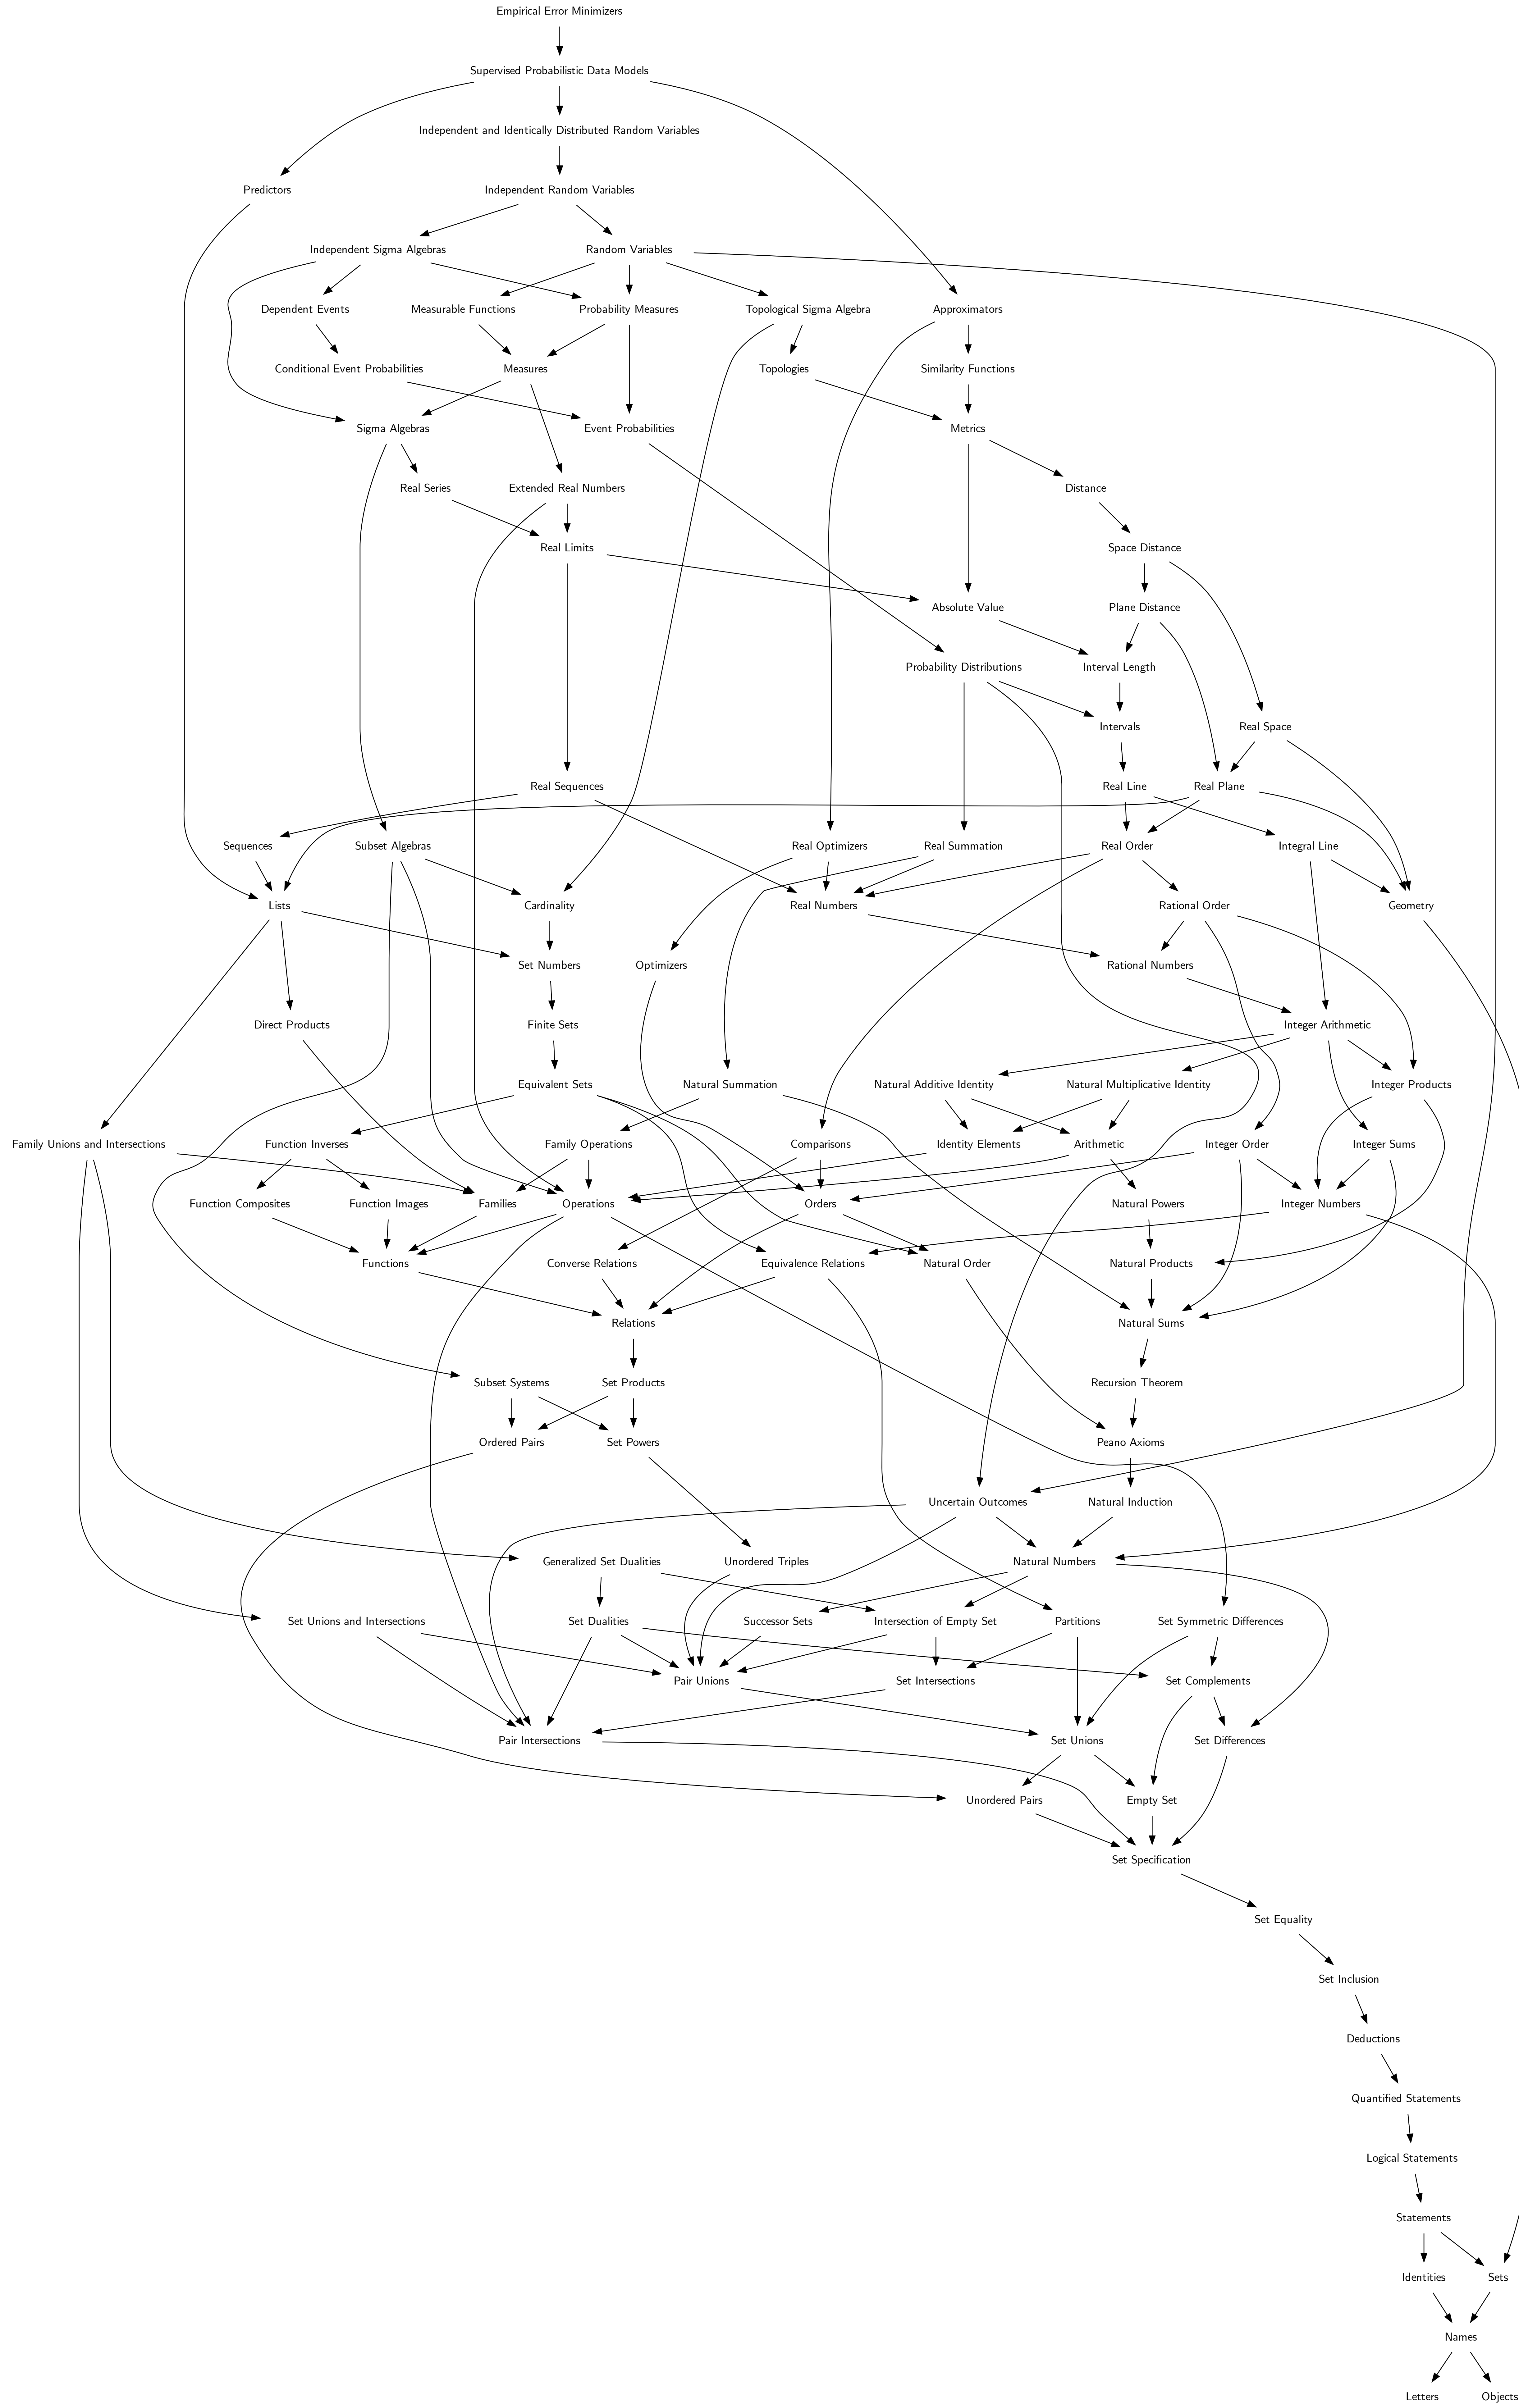 Empirical Error Minimizers
Supervised Probabilistic Data Models
Independent and Identically Distributed Random Variables
Predictors
Independent Random Variables
Independent Sigma Algebras
Random Variables
Dependent Events
Measurable Functions
Probability Measures
Topological Sigma Algebra
Approximators
Conditional Event Probabilities
Measures
Topologies
Similarity Functions
Sigma Algebras
Event Probabilities
Metrics
Real Series
Extended Real Numbers
Distance
Real Limits
Space Distance
Absolute Value
Plane Distance
Probability Distributions
Interval Length
Intervals
Real Space
Real Sequences
Real Line
Real Plane
Sequences
Subset Algebras
Real Optimizers
Real Summation
Real Order
Integral Line
Lists
Cardinality
Real Numbers
Rational Order
Geometry
Set Numbers
Optimizers
Rational Numbers
Direct Products
Finite Sets
Integer Arithmetic
Equivalent Sets
Natural Summation
Natural Additive Identity
Natural Multiplicative Identity
Integer Products
Family Unions and Intersections
Function Inverses
Family Operations
Comparisons
Identity Elements
Arithmetic
Integer Order
Integer Sums
Function Composites
Function Images
Families
Operations
Orders
Natural Powers
Integer Numbers
Functions
Converse Relations
Equivalence Relations
Natural Order
Natural Products
Relations
Natural Sums
Subset Systems
Set Products
Recursion Theorem
Ordered Pairs
Set Powers
Peano Axioms
Uncertain Outcomes
Natural Induction
Generalized Set Dualities
Unordered Triples
Natural Numbers
Set Unions and Intersections
Set Dualities
Successor Sets
Intersection of Empty Set
Partitions
Set Symmetric Differences
Pair Unions
Set Intersections
Set Complements
Pair Intersections
Set Unions
Set Differences
Unordered Pairs
Empty Set
Set Specification
Set Equality
Set Inclusion
Deductions
Quantified Statements
Logical Statements
Statements
Identities
Sets
Names
Letters
Objects